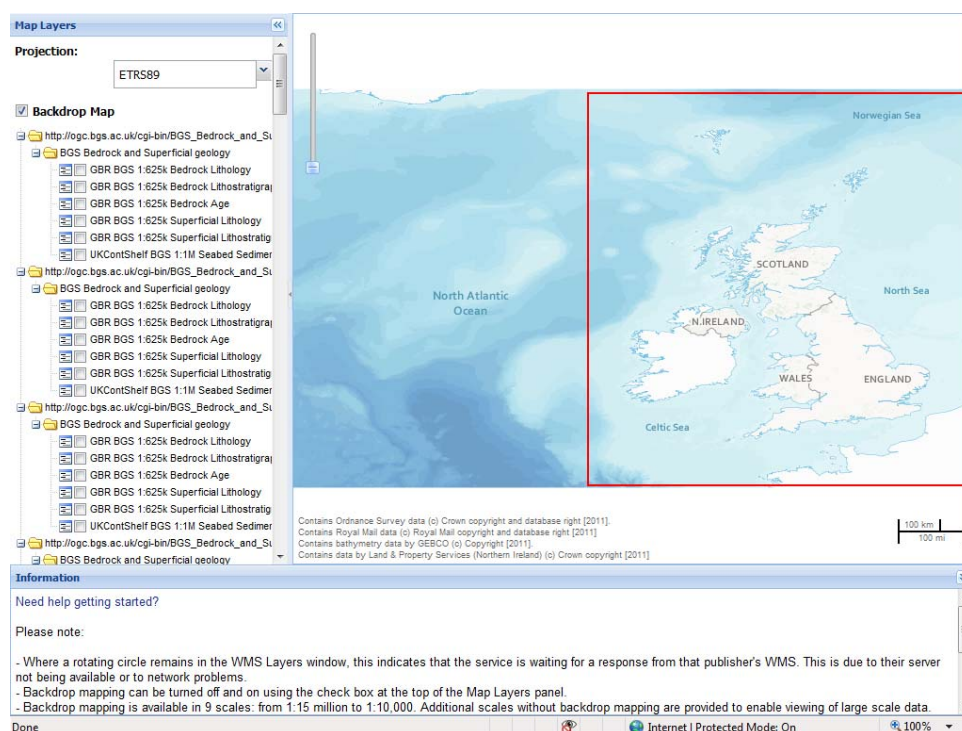 Map Layers
Projection:
ETRS89
Backdrop Map
http://ogc.bgs.ac.uk/cgi-bin/BGS_Bedrock_and_Su
BGS Bedrock and Superficial geology
GBR BGS 1:625k Bedrock Lithology
GBR BGS 1:625k Bedrock Lithostratigra
GBR BGS 1:625k Bedrock Age
GBR BGS 1:625k Superficial Lithology
GBR BGS 1:625k Superficial Lithostratig
UKContShelf BGS 1:1M Seabed Sedimer
http://ogc.bgs.ac.uk/cgi-bin/BGS_Bedrock_and_Su
BGS Bedrock and Superficial geology
GBR BGS 1:625k Bedrock Lithology
GBR BGS 1:625k Bedrock Lithostratigra
GBR BGS 1:625k Bedrock Age
GBR BGS 1:625k Superficial Lithology
GBR BGS 1:625k Superficial Lithostratig
UKContShelf BGS 1:1M Seabed Sedimer
http://ogc.bgs.ac.uk/cgi-bin/BGS_Bedrock_and_Su
BGS Bedrock and Superficial geology
GBR BGS 1:625k Bedrock Lithology
GBR BGS 1:625k Bedrock Lithostratigra
GBR BGS 1:625k Bedrock Age
GBR BGS 1:625k Superficial Lithology
GBR BGS 1:625k Superficial Lithostratig
UKContShelf BGS 1:1M Seabed Sedimer
http://ogc.bgs.ac.uk/cgi-bin/BGS_Bedrock_and_Su
BGS Bedrock and Superficial geology
Norwegian Sea
SCOTLAND
North Atlantic
Ocean
North Sea
N.IRELAND
WALES
ENGLAND
Celtic Sea
Contains Ordnance Survey data (c) Crown copyright and database right [2011].
Contains Royal Mail data (c) Royal Mail copyright and database right [2011]
Contains bathymetry data by GEBCO (c) Copyright [2011].
Contains data by Land & Property Services (Northern Ireland) (c) Crown copyright [2011]
100 km
100 mi
Information
Need help getting started?
Please note:
- Where a rotating circle remains in the WMS Layers window, this indicates that the service is waiting for a response from that publisher's WMS. This is due to their server
not being available or to network problems.
- Backdrop mapping can be turned off and on using the check box at the top of the Map Layers panel.
- Backdrop mapping is available in 9 scales: from 1:15 million to 1:10,000. Additional scales without backdrop mapping are provided to enable viewing of large scale data.
Done
Internet | Protected Mode: On
100%